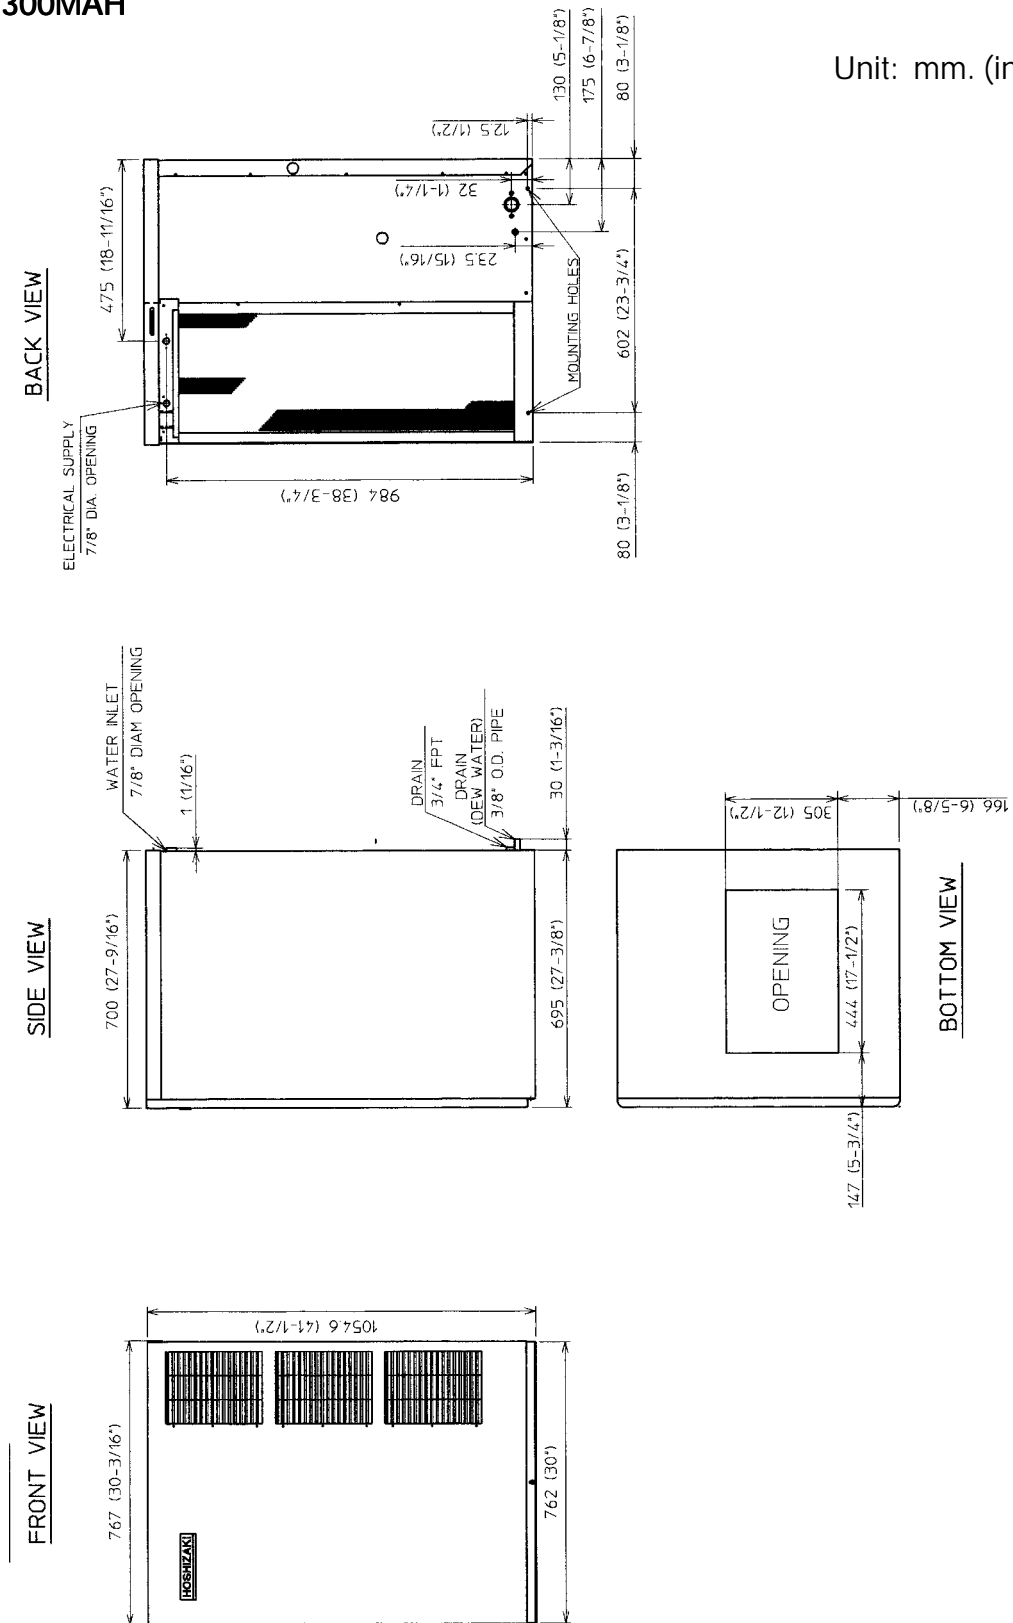 300MAH
Unit: mm. (in
BACK VIEW
475 (18-11/16")
ELECTRICAL SUPPLY
7/8" DIA. OPENING
984 (38-3/4")
12.5 (1/2")
32 (1-1/4")
23.5 (15/16")
MOUNTING HOLES
130 (5-1/8")
175 (6-7/8")
80 (3-1/8")
602 (23-3/4")
80 (3-1/8")
SIDE VIEW
700 (27-9/16")
WATER INLET
7/8" DIAM OPENING
1 (1/16")
DRAIN
3/4" FPT
DRAIN
(DEW WATER)
3/8" O.D. PIPE
30 (1-3/16")
695 (27-3/8")
305 (12-1/2")
166 (6-5/8")
OPENING
444 (17-1/2")
147 (5-3/4")
BOTTOM VIEW
FRONT VIEW
767 (30-3/16")
1054.6 (41-1/2")
HOSHIZAKI
762 (30")